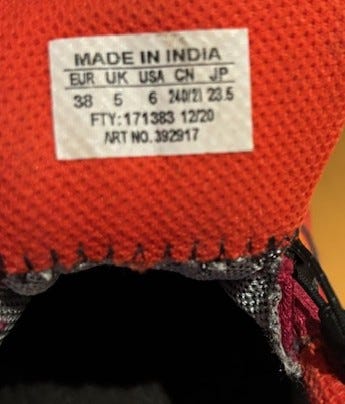 MADE IN INDIA
EUR UK USA CN JP
38 5 6 240(2) 23.5
FTY:171383 12/20
ART NO.392917